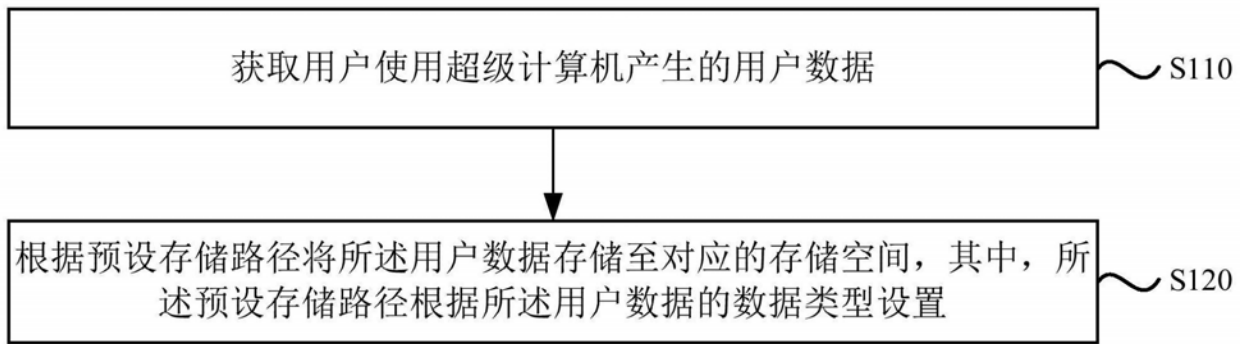 获取用户使用超级计算机产生的用户数据
S110
根据预设存储路径将所述用户数据存储至对应的存储空间，其中，所
述预设存储路径根据所述用户数据的数据类型设置
S120